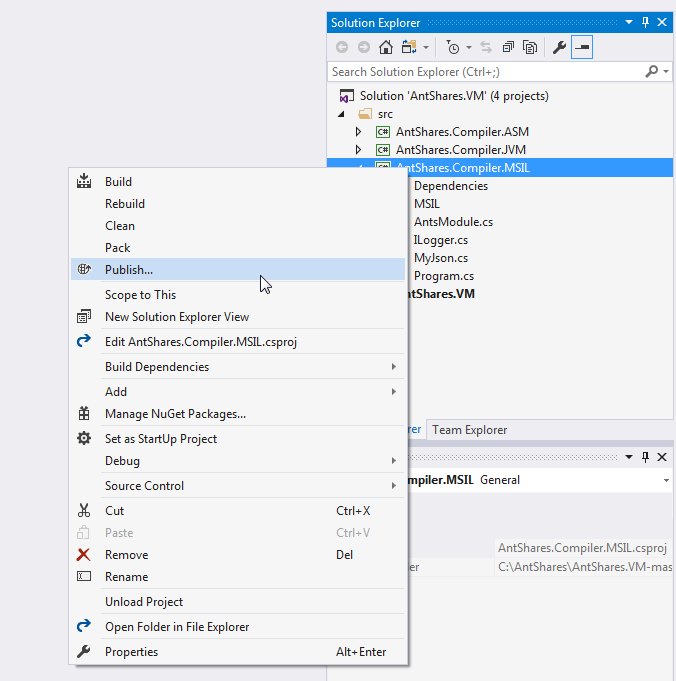 Solution Explorer
Search Solution Explorer (Ctrl+;)
Solution 'AntShares.VM' (4 projects)
src
C# AntShares.Compiler.ASM
C# AntShares.Compiler.JVM
AntShares.Compiler.MSIL
Dependencies
MSIL
AntsModule.cs
ILogger.cs
MyJson.cs
Program.cs
ntShares.VM
rer Team Explorer
mpiler.MSIL General
AntShares.Compiler.MSIL.csproj
er C:\AntShares\AntShares.VM-mas
Build
Rebuild
Clean
Pack
Publish...
Scope to This
New Solution Explorer View
Edit AntShares.Compiler.MSIL.csproj
Build Dependencies
Add
Manage NuGet Packages...
Set as StartUp Project
Debug
Source Control
Cut Ctrl+X
Paste Ctrl+V
Remove Del
Rename
Unload Project
Open Folder in File Explorer
Properties Alt+Enter